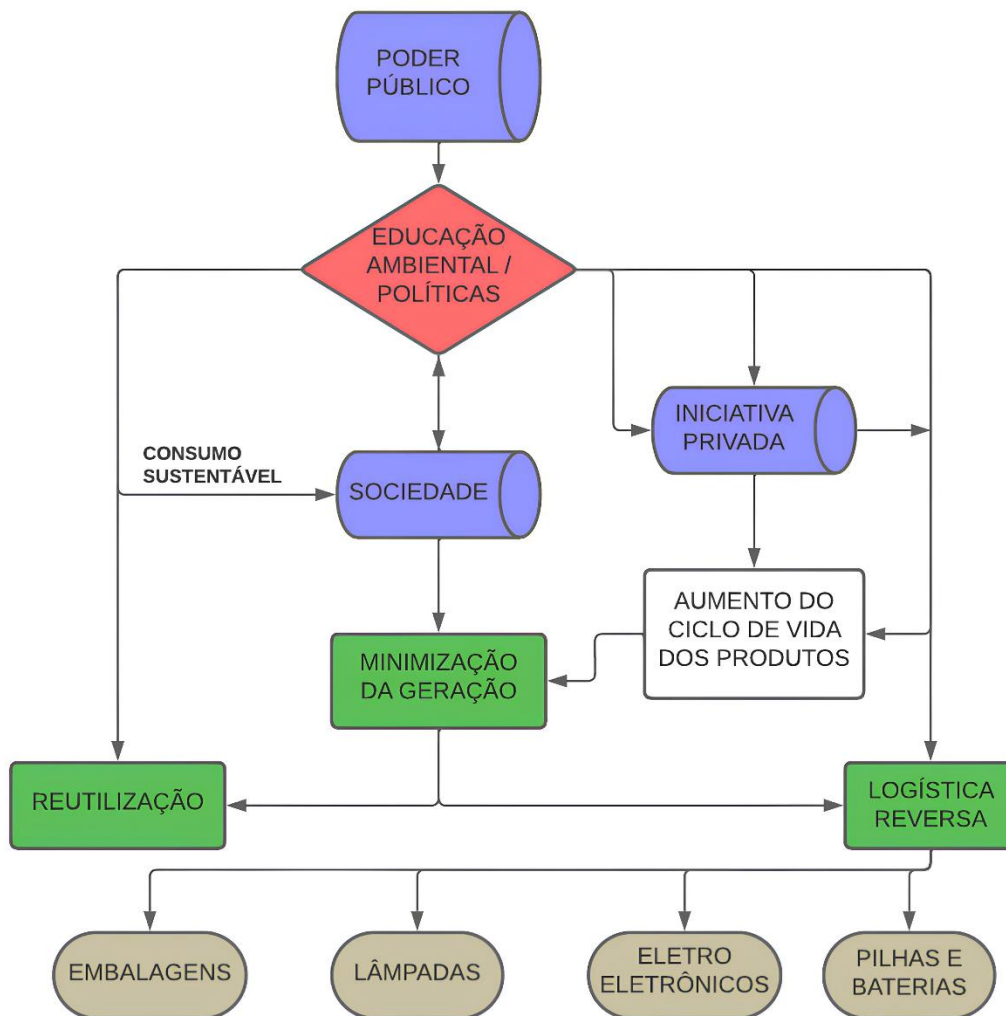 PODER
PÚBLICO
EDUCAÇÃO
AMBIENTAL /
POLÍTICAS
INICIATIVA
PRIVADA
CONSUMO
SUSTENTÁVEL
SOCIEDADE
AUMENTO DO
CICLO DE VIDA
DOS PRODUTOS
MINIMIZAÇÃO
DA GERAÇÃO
REUTILIZAÇÃO
LOGÍSTICA
REVERSA
EMBALAGENS
LÂMPADAS
ELETRO
ELETRÔNICOS
PILHAS E
BATERIAS